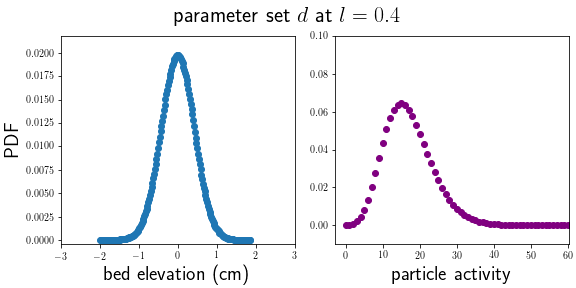 parameter set d at l = 0.4
PDF
0.0200
0.0175
0.0150
0.0125
0.0100
0.0075
0.0050
0.0025
0.0000
−3 −2 −1 0 1 2 3
bed elevation (cm)
0.10
0.08
0.06
0.04
0.02
0.00
0 10 20 30 40 50 60
particle activity